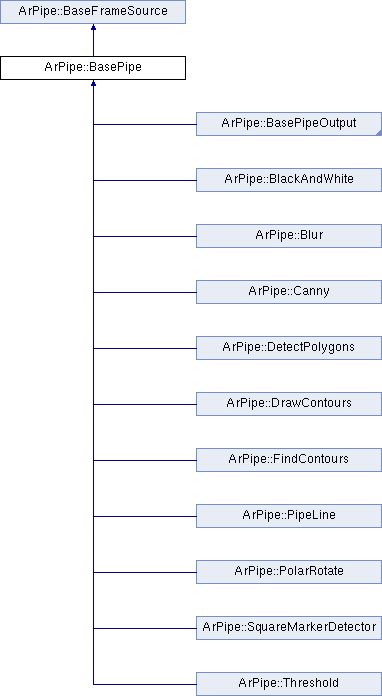 ArPipe::BaseFrameSource
ArPipe::BasePipe
ArPipe::BasePipeOutput
ArPipe::BlackAndWhite
ArPipe::Blur
ArPipe::Canny
ArPipe::DetectPolygons
ArPipe::DrawContours
ArPipe::FindContours
ArPipe::PipeLine
ArPipe::PolarRotate
ArPipe::SquareMarkerDetector
ArPipe::Threshold